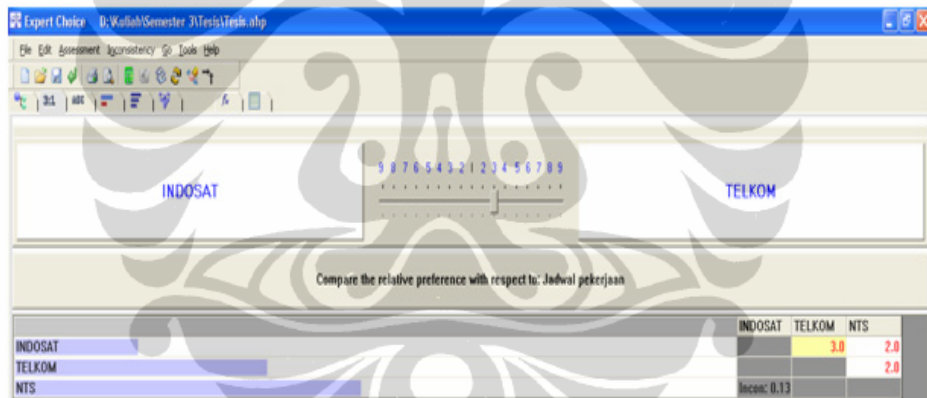 Expert Choice D:\Kuliah\Semester 3\Tesis\Tesis.ahp
File Edit Assessment Inconsistency Go Tools Help
3:1 ABC
9 8 7 6 5 4 3 2 1 2 3 4 5 6 7 8 9
INDOSAT TELKOM
Compare the relative preference with respect to: Jadwal pekerjaan
INDOSAT TELKOM NTS
INDOSAT 3.0 2.0
TELKOM 2.0
NTS Incon: 0.13